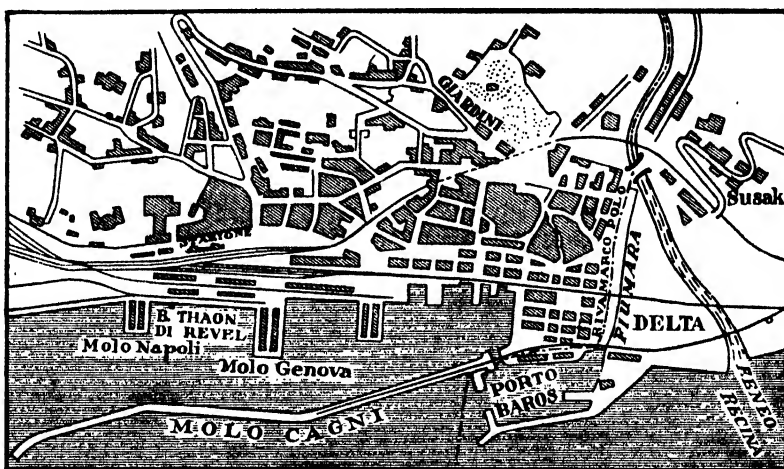 GIARDINI
Susak
STAZIONE
RIVA MARCO POLO
FIUMARA
B. THAON
DI REVEL
DELTA
Molo Napoli
Molo Genova
PORTO
BAROS
MOLO CAGNI
ENEO
RECINA